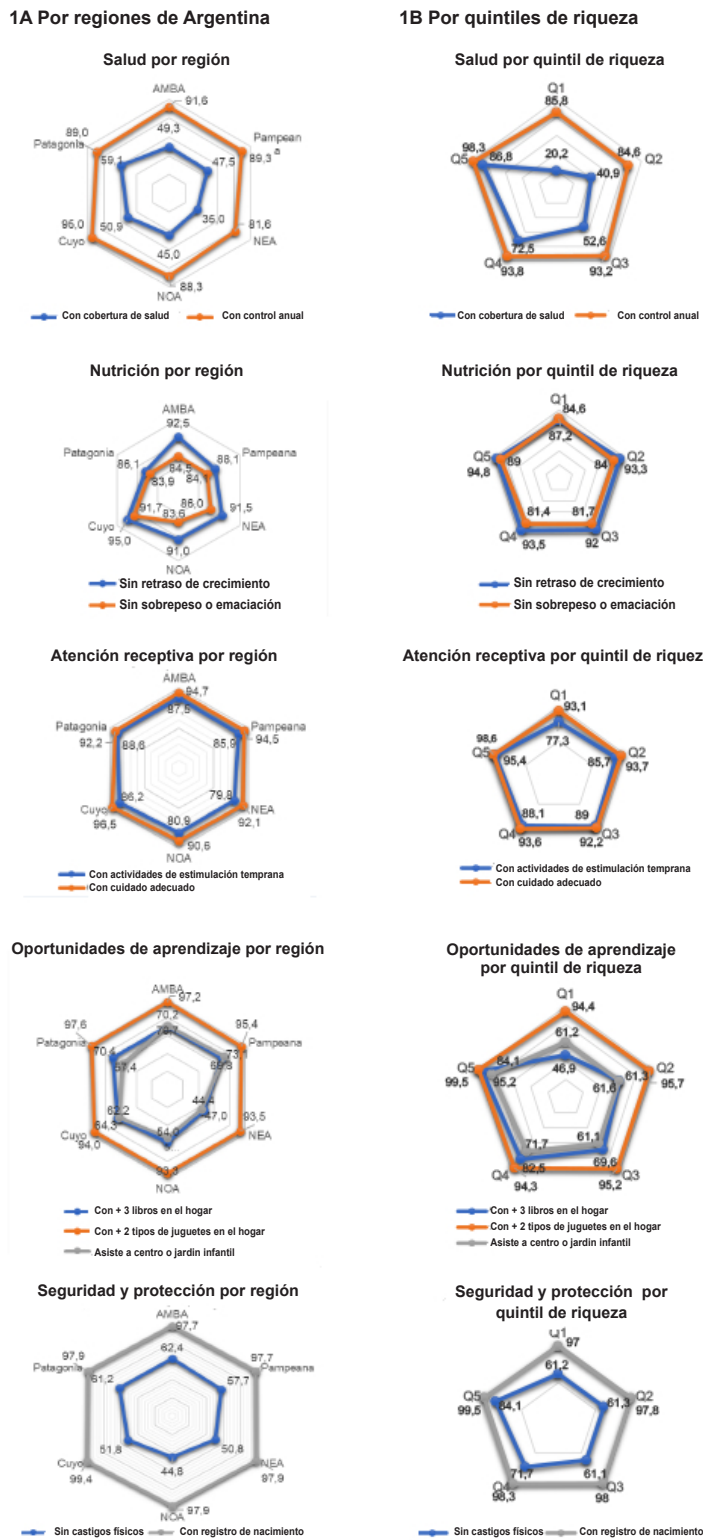 1A Por regiones de Argentina
1B Por quintiles de riqueza
Salud por región
AMBA
91,6
49,3
Pampeana
89,3
47,5
81,6
NEA
35,0
45,0
NOA
88,3
50,9
Cuyo
59,1
Patagonia
89,0
Con cobertura de salud
Con control anual
Salud por quintil de riqueza
Q1
85,8
20,2
84,6
Q2
40,9
52,6
Q3
93,2
72,5
Q4
93,8
98,3
Q5
86,8
Con cobertura de salud
Con control anual
Nutrición por región
AMBA
92,5
84,5
Pampeana
88,1
84,1
91,5
NEA
86,0
83,6
91,0
NOA
91,7
Cuyo
95,0
Patagonia
86,1
83,9
Sin retraso de crecimiento
Sin sobrepeso o emaciación
Nutrición por quintil de riqueza
Q1
84,6
87,2
Q2
84
93,3
81,7
Q3
92
81,4
Q4
93,5
Q5
89
94,8
Sin retraso de crecimiento
Sin sobrepeso o emaciación
Atención receptiva por región
AMBA
94,7
87,5
Pampeana
85,9
94,5
79,8
NEA
92,1
80,9
90,6
NOA
96,2
Cuyo
96,5
Patagonia
92,2
88,6
Con actividades de estimulación temprana
Con cuidado adecuado
Atención receptiva por quintil de riquez
Q1
93,1
77,3
Q2
85,7
93,7
89
Q3
92,2
88,1
Q4
93,6
98,6
Q5
95,4
Con actividades de estimulación temprana
Con cuidado adecuado
Oportunidades de aprendizaje por región
AMBA
97,2
70,2
95,4
Pampeana
73,1
69,8
44,4
47,0
93,5
NEA
54,0
93,3
NOA
62,2
64,3
Cuyo
94,0
97,6
Patagonia
70,4
57,4
Con + 3 libros en el hogar
Con + 2 tipos de juguetes en el hogar
Asiste a centro o jardin infantil
Oportunidades de aprendizaje
por quintil de riqueza
Q1
94,4
61,2
46,9
61,3
Q2
61,6
95,7
61,1
69,6
Q3
95,2
71,7
82,5
Q4
94,3
84,1
Q5
95,2
99,5
Con + 3 libros en el hogar
Con + 2 tipos de juguetes en el hogar
Asiste a centro o jardin infantil
Seguridad y protección por región
AMBA
97,7
62,4
97,7
Pampeana
57,7
50,8
NEA
97,9
44,8
NOA
97,9
51,8
Cuyo
99,4
97,9
Patagonia
61,2
Sin castigos físicos
Con registro de nacimiento
Seguridad y protección por
quintil de riqueza
Q1
97
61,2
61,3
Q2
97,8
61,1
Q3
98
71,7
Q4
98,3
Q5
84,1
99,5
Sin castigos físicos
Con registro de nacimiento